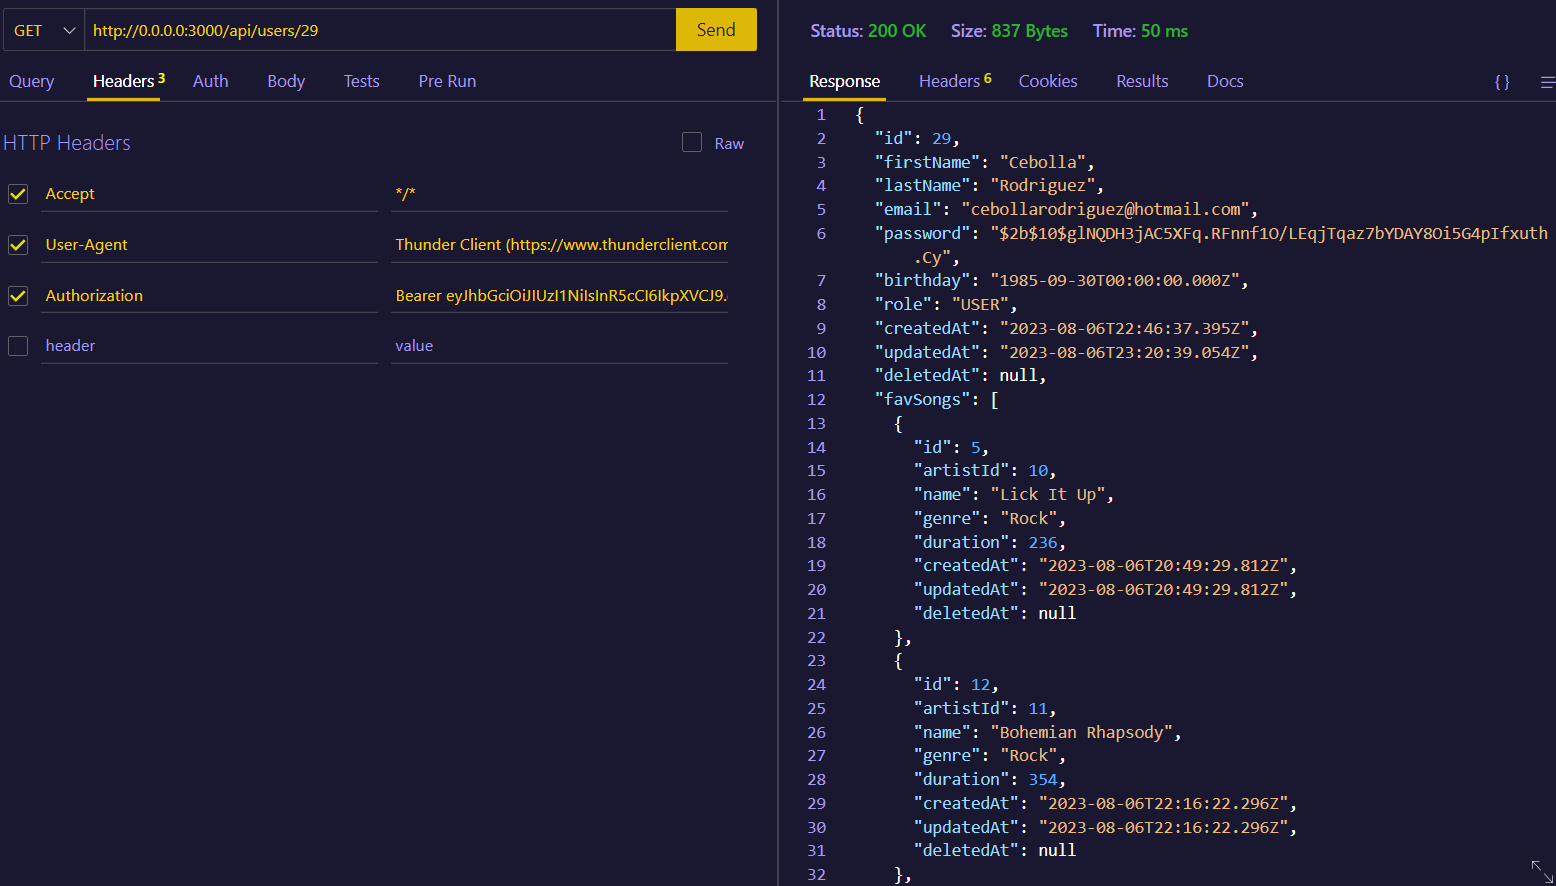 GET http://0.0.0.0:3000/api/users/29 Send
Query Headers 3 Auth Body Tests Pre Run
HTTP Headers Raw
Accept */*
User-Agent Thunder Client (https://www.thunderclient.com
Authorization Bearer eyJhbGciOiJIUzI1NiIsInR5cCI6IkpXVCJ9.
header value
Status: 200 OK Size: 837 Bytes Time: 50 ms
Response Headers 6 Cookies Results Docs { }
1 {
2 "id": 29,
3 "firstName": "Cebolla",
4 "lastName": "Rodriguez",
5 "email": "cebollarodriguez@hotmail.com",
6 "password": "$2b$10$glNQDH3jAC5XFq.RFnnf1O/LEqjTqaz7bYDAY8Oi5G4pIfxuth
.Cy",
7 "birthday": "1985-09-30T00:00:00.000Z",
8 "role": "USER",
9 "createdAt": "2023-08-06T22:46:37.395Z",
10 "updatedAt": "2023-08-06T23:20:39.054Z",
11 "deletedAt": null,
12 "favSongs": [
13 {
14 "id": 5,
15 "artistId": 10,
16 "name": "Lick It Up",
17 "genre": "Rock",
18 "duration": 236,
19 "createdAt": "2023-08-06T20:49:29.812Z",
20 "updatedAt": "2023-08-06T20:49:29.812Z",
21 "deletedAt": null
22 },
23 {
24 "id": 12,
25 "artistId": 11,
26 "name": "Bohemian Rhapsody",
27 "genre": "Rock",
28 "duration": 354,
29 "createdAt": "2023-08-06T22:16:22.296Z",
30 "updatedAt": "2023-08-06T22:16:22.296Z",
31 "deletedAt": null
32 },